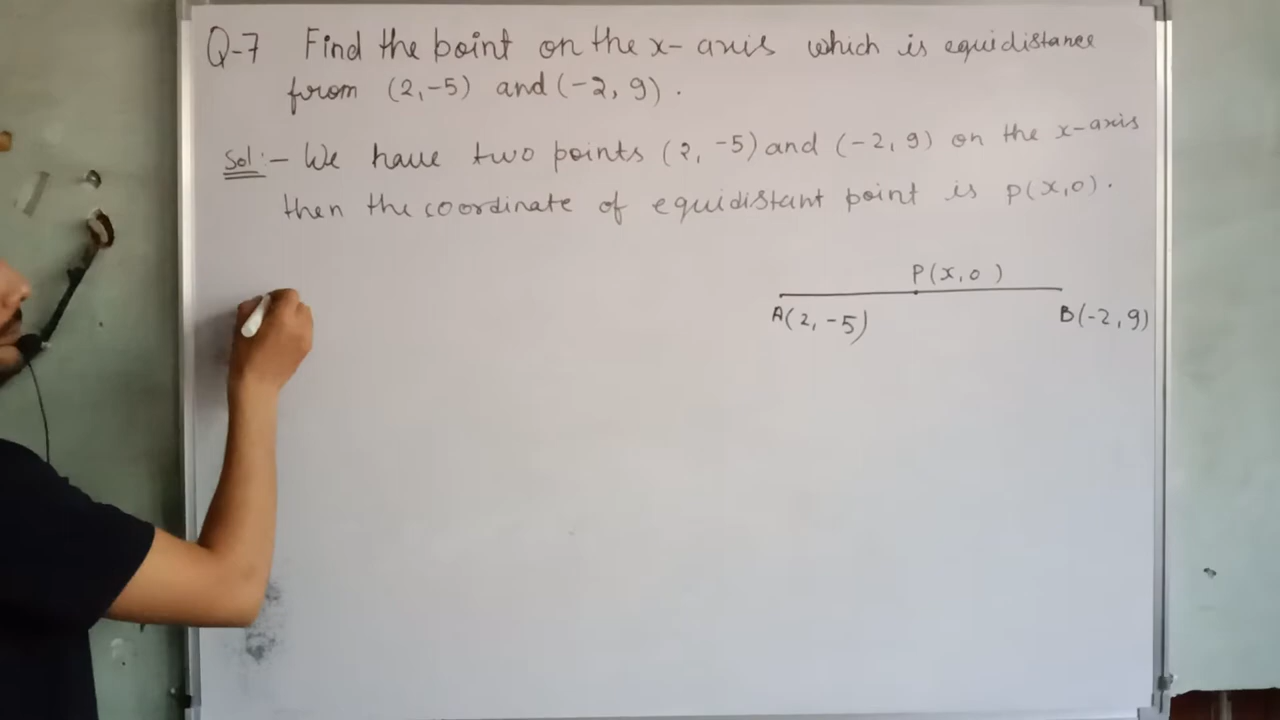 Q-7 Find the point on the x-axis which is equidistance
from (2,-5) and (-2, 9).
Sol:- We have two points (2, -5) and (-2, 9) on the x-axis
then the coordinate of equidistant point is P(x,0).
P(x,0)
A(2, -5) B(-2, 9)